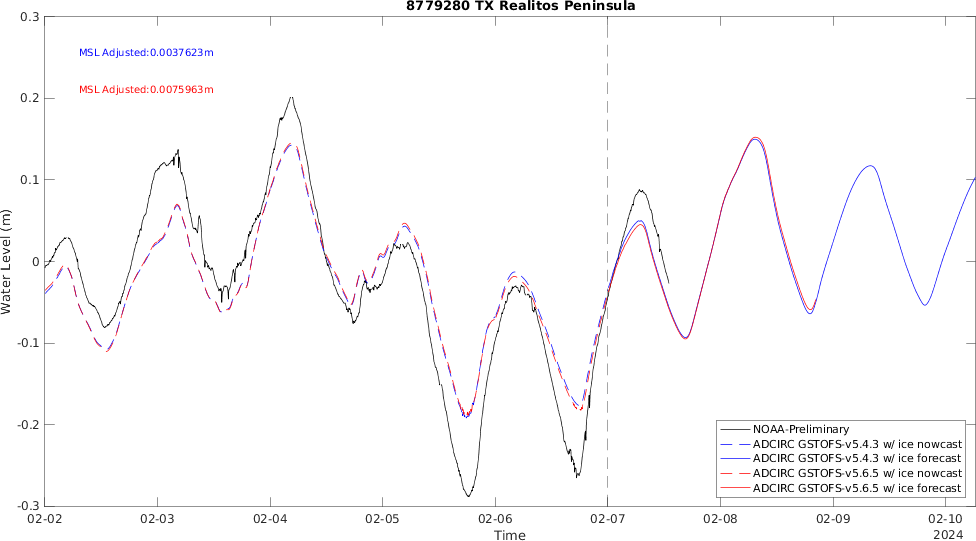 8779280 TX Realitos Peninsula
0.3
0.2
0.1
0
-0.1
-0.2
-0.3
Water Level (m)
MSL Adjusted:0.0037623m
MSL Adjusted:0.0075963m
NOAA-Preliminary
ADCIRC GSTOFS-v5.4.3 w/ ice nowcast
ADCIRC GSTOFS-v5.4.3 w/ ice forecast
ADCIRC GSTOFS-v5.6.5 w/ ice nowcast
ADCIRC GSTOFS-v5.6.5 w/ ice forecast
02-02 02-03 02-04 02-05 02-06 02-07 02-08 02-09 02-10
Time
2024